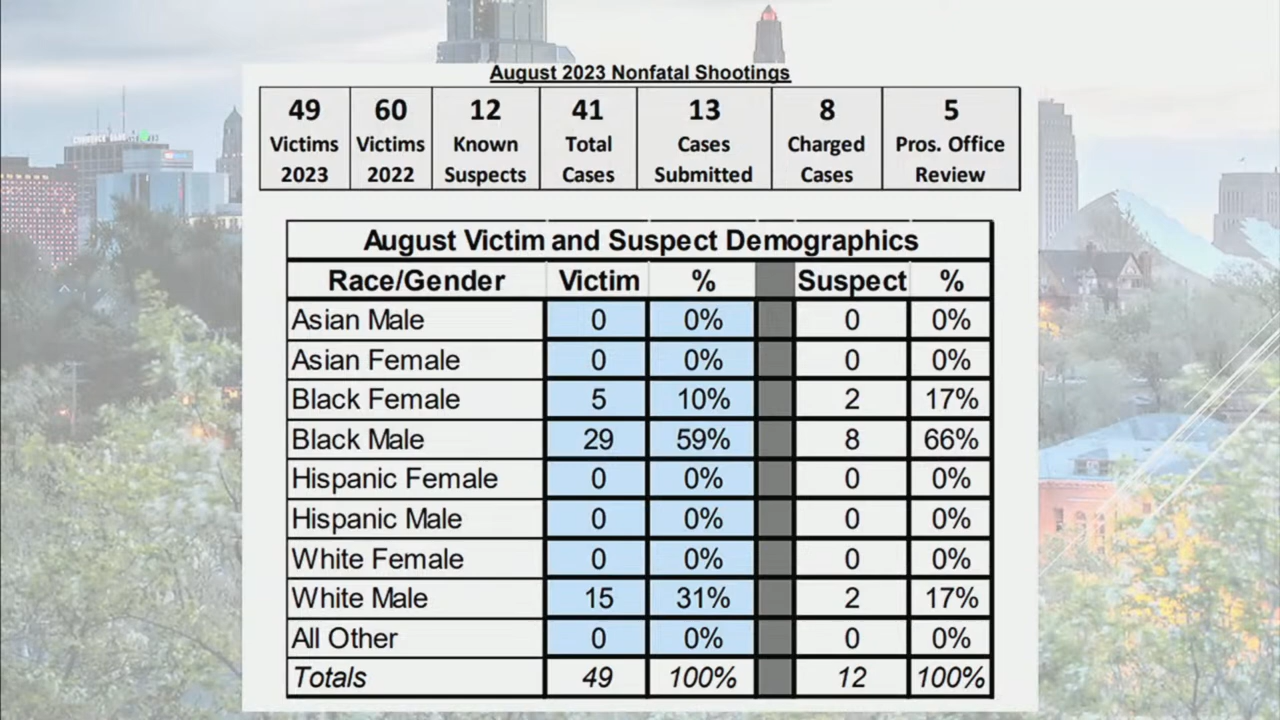 August 2023 Nonfatal Shootings
49 60 12 41 13 8 5
Victims Victims Known Total Cases Charged Pros. Office
2023 2022 Suspects Cases Submitted Cases Review
August Victim and Suspect Demographics
Race/Gender Victim % Suspect %
Asian Male 0 0% 0 0%
Asian Female 0 0% 0 0%
Black Female 5 10% 2 17%
Black Male 29 59% 8 66%
Hispanic Female 0 0% 0 0%
Hispanic Male 0 0% 0 0%
White Female 0 0% 0 0%
White Male 15 31% 2 17%
All Other 0 0% 0 0%
Totals 49 100% 12 100%